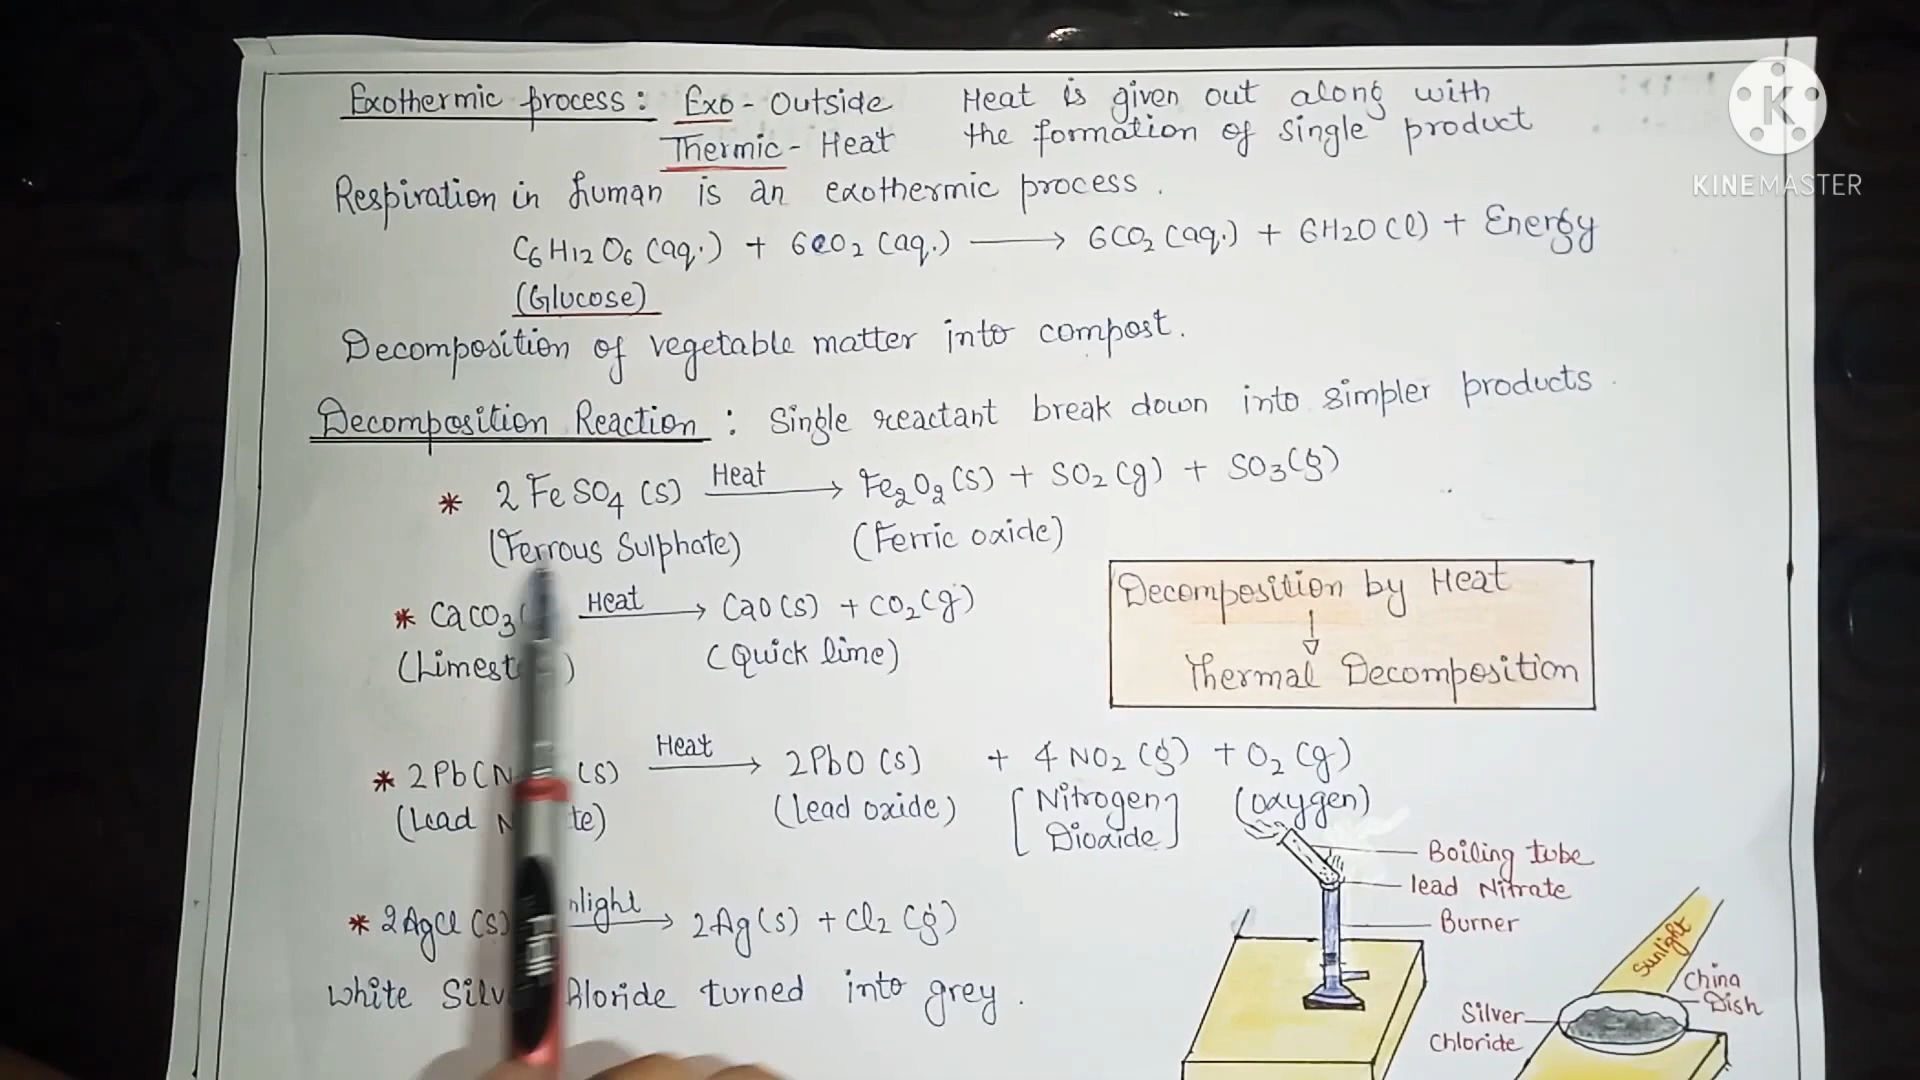 Exothermic process: Exo - Outside Heat is given out along with
Thermic - Heat the formation of single product
KINEMASTER
Respiration in human is an exothermic process.
C6H12O6 (aq.) + 6CO2 (aq.) → 6CO2 (aq.) + 6H2O (l) + Energy
(Glucose)
Decomposition of vegetable matter into compost.
Decomposition Reaction : Single reactant break down into simpler products
* 2 FeSO4 (s) Heat → Fe2O3 (s) + SO2 (g) + SO3 (g)
(Ferrous Sulphate) (Ferric oxide)
Decomposition by Heat
↓
Thermal Decomposition
* CaCO3 Heat → CaO (s) + CO2 (g)
(Quick lime)
* 2Pb(N (s) Heat → 2PbO (s) + 4 NO2 (g) + O2 (g)
(Lead (Lead oxide) [Nitrogen Dioxide] (Oxygen)
Boiling tube
lead Nitrate
Burner
* 2AgCl (s) → 2Ag (s) + Cl2 (g)
White turned into grey.
Sunlight
China Dish
Silver Chloride